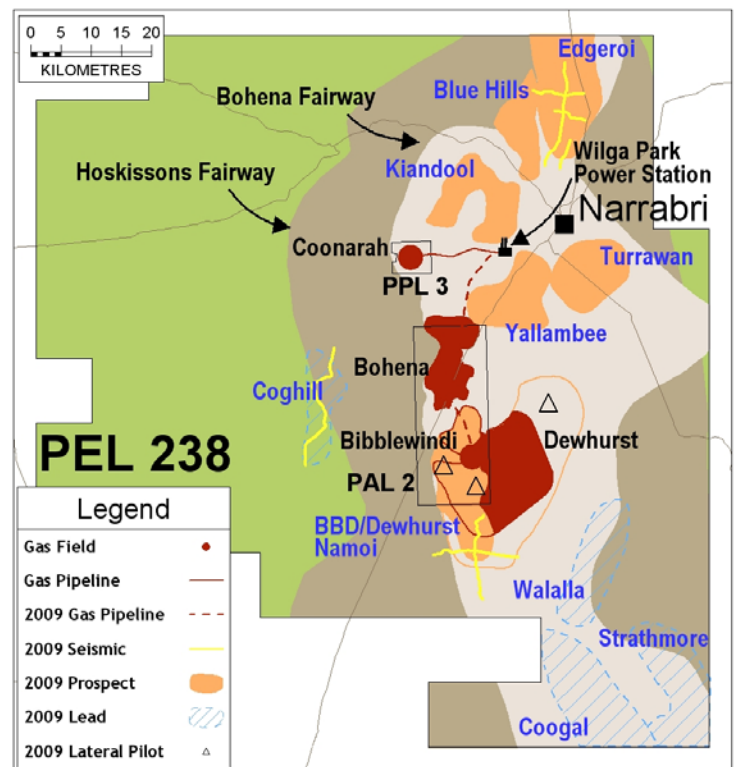 0 5 10 15 20
KILOMETRES
Edgeroi
Blue Hills
Bohena Fairway
Wilga Park
Power Station
Kiandool
Hoskissons Fairway
Narrabri
Coonarah
Turrawan
PPL 3
Yallambee
Bohena
Coghill
Bibblewindi
Dewhurst
PEL 238
PAL 2
BBD/Dewhurst
Namoi
Walalla
Strathmore
Coogal
Legend
Gas Field
Gas Pipeline
2009 Gas Pipeline
2009 Seismic
2009 Prospect
2009 Lead
2009 Lateral Pilot